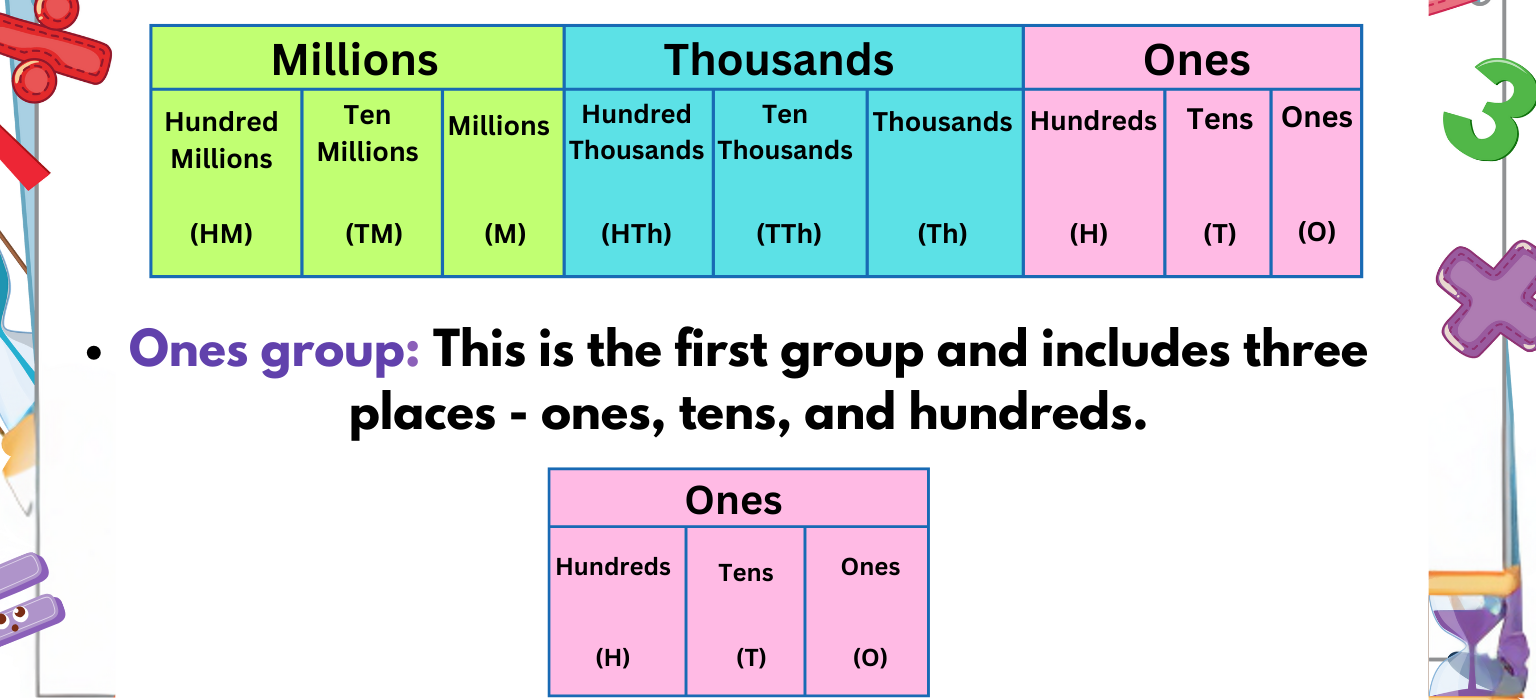 Millions Thousands Ones
Hundred Millions Ten Millions Millions Hundred Thousands Ten Thousands Thousands Hundreds Tens Ones
(HM) (TM) (M) (HTh) (TTh) (Th) (H) (T) (O)
• Ones group: This is the first group and includes three
places - ones, tens, and hundreds.
Ones
Hundreds Tens Ones
(H) (T) (O)
3